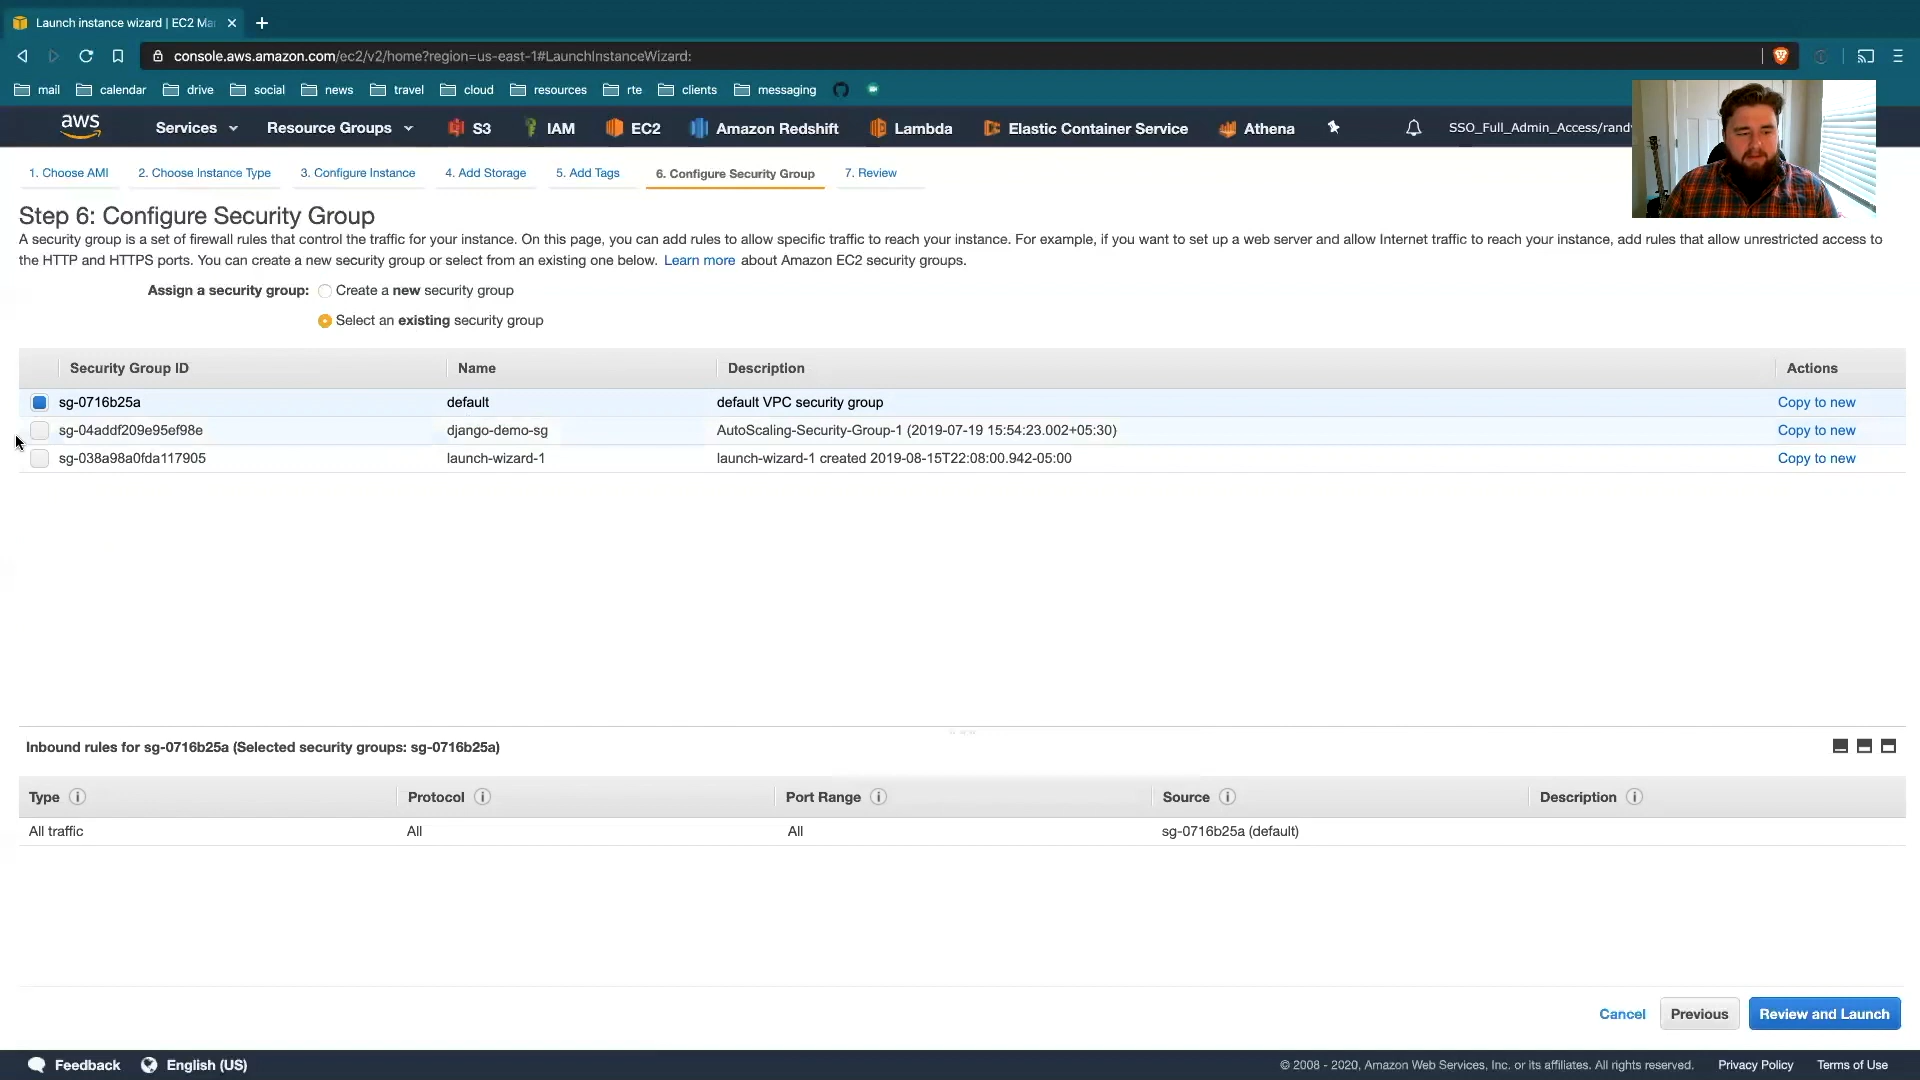 Launch instance wizard | EC2 Ma
console.aws.amazon.com/ec2/v2/home?region=us-east-1#LaunchInstanceWizard:
mail calendar drive social news travel cloud resources rte clients messaging
aws Services Resource Groups S3 IAM EC2 Amazon Redshift Lambda Elastic Container Service Athena SSO_Full_Admin_Access/rand
1. Choose AMI 2. Choose Instance Type 3. Configure Instance 4. Add Storage 5. Add Tags 6. Configure Security Group 7. Review
Step 6: Configure Security Group
A security group is a set of firewall rules that control the traffic for your instance. On this page, you can add rules to allow specific traffic to reach your instance. For example, if you want to set up a web server and allow Internet traffic to reach your instance, add rules that allow unrestricted access to
the HTTP and HTTPS ports. You can create a new security group or select from an existing one below. Learn more about Amazon EC2 security groups.
Assign a security group: Create a new security group
Select an existing security group
Security Group ID Name Description Actions
sg-0716b25a default default VPC security group Copy to new
sg-04addf209e95ef98e django-demo-sg AutoScaling-Security-Group-1 (2019-07-19 15:54:23.002+05:30) Copy to new
sg-038a98a0fda117905 launch-wizard-1 launch-wizard-1 created 2019-08-15T22:08:00.942-05:00 Copy to new
Inbound rules for sg-0716b25a (Selected security groups: sg-0716b25a)
Type Protocol Port Range Source Description
All traffic All All sg-0716b25a (default)
Cancel Previous Review and Launch
Feedback English (US) © 2008 - 2020, Amazon Web Services, Inc. or its affiliates. All rights reserved. Privacy Policy Terms of Use